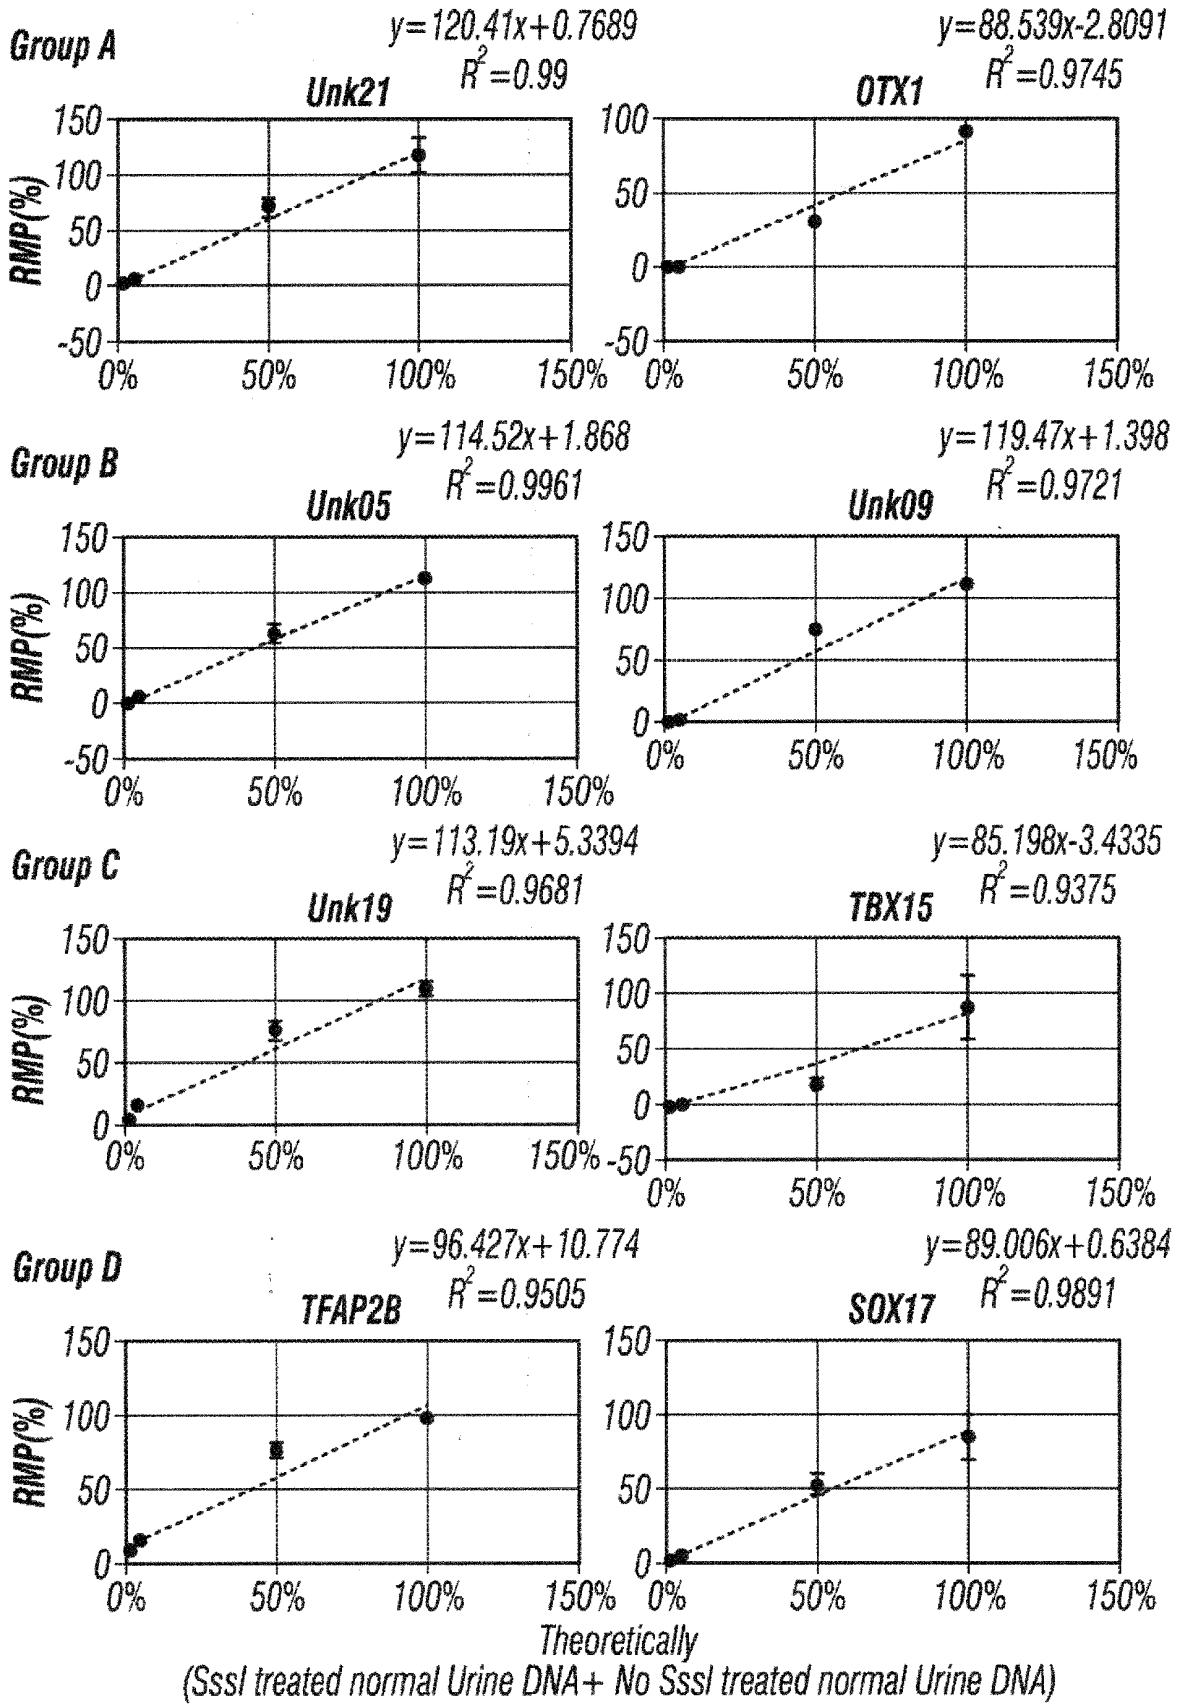 Group A
y=120.41x+0.7689
R²=0.99
Unk21
y=88.539x-2.8091
R²=0.9745
OTX1
RMP(%)
150
100
50
0
-50
0% 50% 100% 150%
100
50
0
-50
0% 50% 100% 150%
Group B
y=114.52x+1.868
R²=0.9961
Unk05
y=119.47x+1.398
R²=0.9721
Unk09
RMP(%)
150
100
50
0
-50
0% 50% 100% 150%
150
100
50
0
0% 50% 100% 150%
Group C
y=113.19x+5.3394
R²=0.9681
Unk19
y=85.198x-3.4335
R²=0.9375
TBX15
RMP(%)
150
100
50
0
0% 50% 100% 150%
150
100
50
0
-50
0% 50% 100% 150%
Group D
y=96.427x+10.774
R²=0.9505
TFAP2B
y=89.006x+0.6384
R²=0.9891
SOX17
RMP(%)
150
100
50
0
0% 50% 100% 150%
150
100
50
0
0% 50% 100% 150%
Theoretically
(SssI treated normal Urine DNA+ No SssI treated normal Urine DNA)